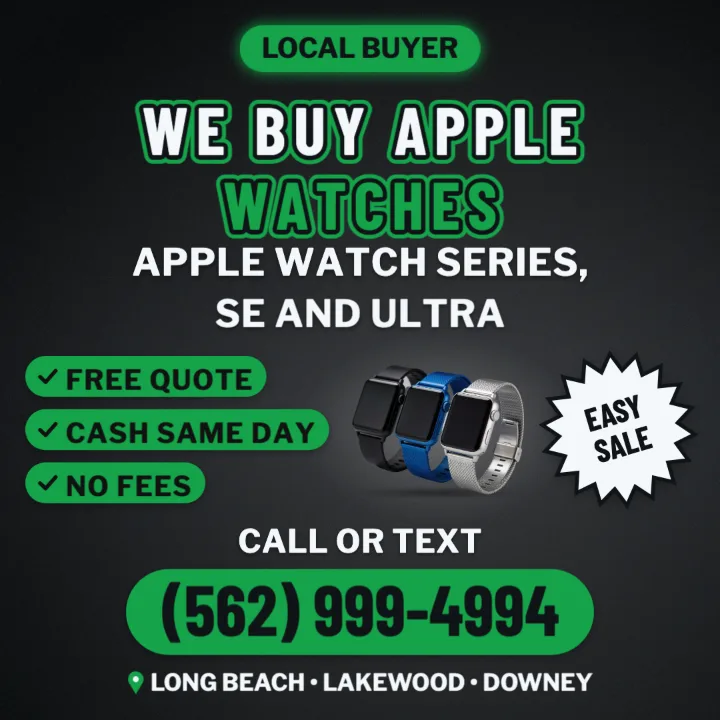 LOCAL BUYER
WE BUY APPLE
WATCHES
APPLE WATCH SERIES,
SE AND ULTRA
✓ FREE QUOTE
✓ CASH SAME DAY
✓ NO FEES
EASY
SALE
CALL OR TEXT
(562) 999-4994
LONG BEACH • LAKEWOOD • DOWNEY